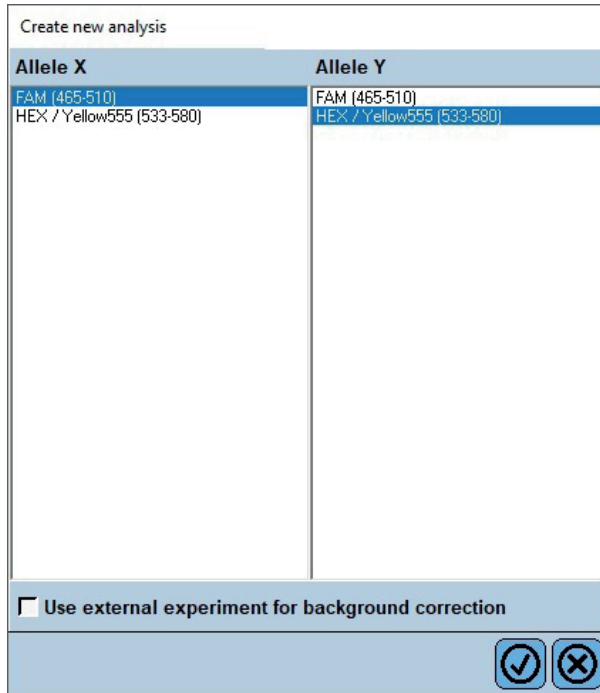 Create new analysis
Allele X
Allele Y
FAM (465-510)
HEX / Yellow555 (533-580)
FAM (465-510)
HEX / Yellow555 (533-580)
Use external experiment for background correction